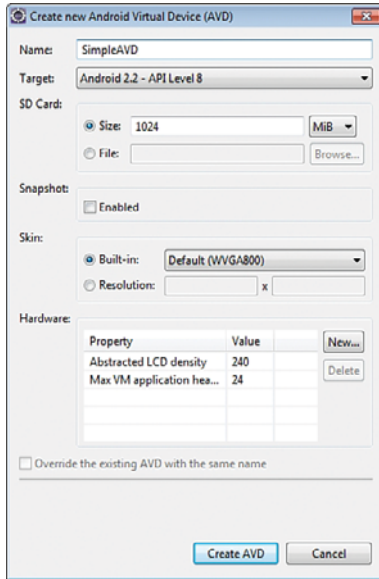 Create new Android Virtual Device (AVD)
Name: SimpleAVD
Target: Android 2.2 - API Level 8
SD Card:
Size: 1024 MiB
File: Browse...
Snapshot:
Enabled
Skin:
Built-in: Default (WVGA800)
Resolution: x
Hardware:
Property Value New...
Abstracted LCD density 240 Delete
Max VM application hea... 24
Override the existing AVD with the same name
Create AVD Cancel